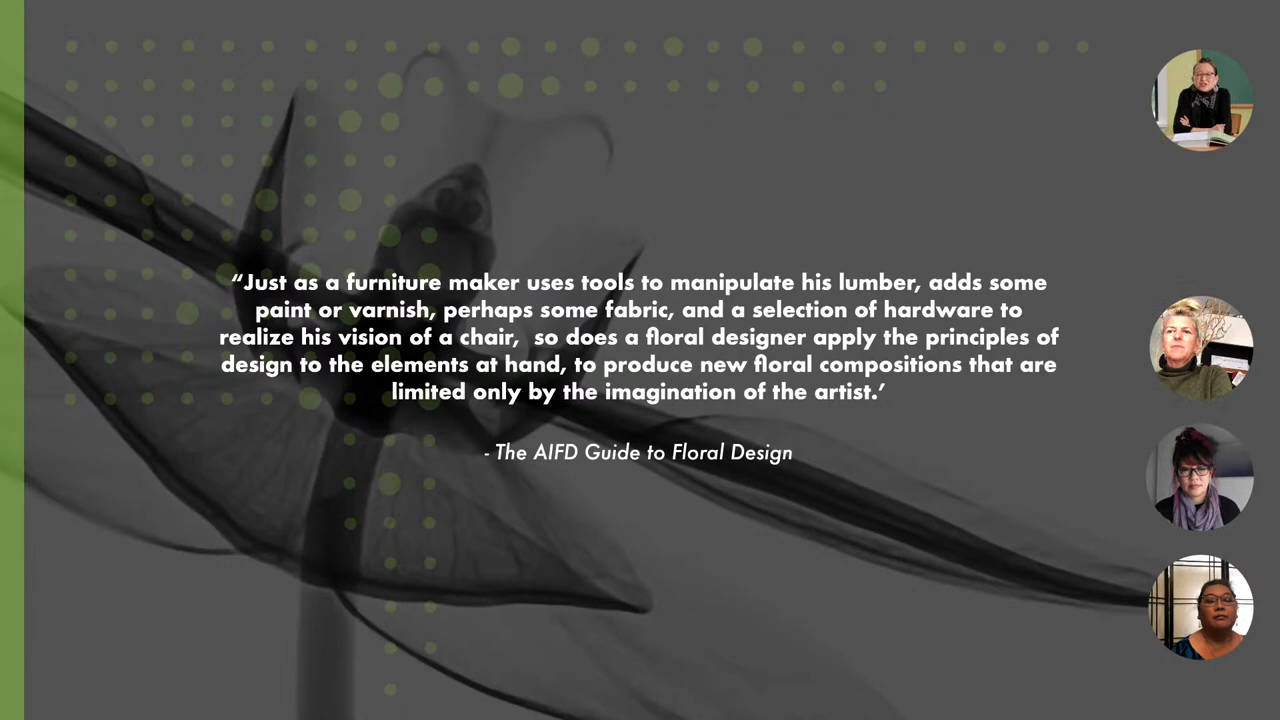 “Just as a furniture maker uses tools to manipulate his lumber, adds some
paint or varnish, perhaps some fabric, and a selection of hardware to
realize his vision of a chair,  so does a floral designer apply the principles of
design to the elements at hand, to produce new floral compositions that are
limited only by the imagination of the artist.’
- The AIFD Guide to Floral Design